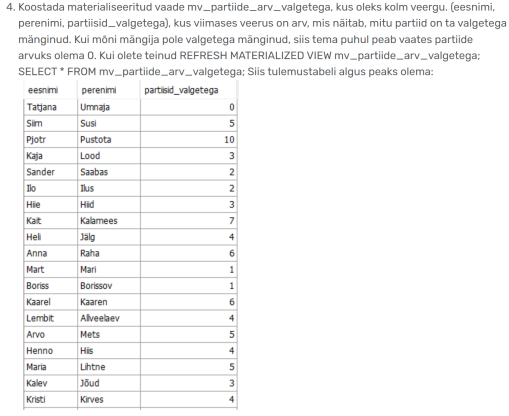 4. Koostada materialiseeritud vaade mv_partiide_arv_valgetega, kus oleks kolm veergu. (eesnimi,
perenimi, partiisid_valgetega), kus viimases veerus on arv, mis näitab, mitu partiid on ta valgetega
mänginud. Kui mõni mängija pole valgetega mänginud, siis tema puhul peab vaates partiide
arvuks olema 0. Kui olete teinud REFRESH MATERIALIZED VIEW mv_partiide_arv_valgetega;
SELECT * FROM mv_partiide_arv_valgetega; Siis tulemustabeli algus peaks olema:
eesnimi perenimi partiisid_valgetega
Tatjana Umnaja 0
Siim Susi 5
Pjotr Pustota 10
Kaja Lood 3
Sander Saabas 2
Ilo Ilus 2
Hiie Hiid 3
Kait Kalamees 7
Heli Jälg 4
Anna Raha 6
Mart Mari 1
Boriss Borissov 1
Kaarel Kaaren 6
Lembit Allveelaev 4
Arvo Mets 5
Henno Hiis 4
Maria Lihtne 5
Kalev Jõud 3
Kristi Kirves 4